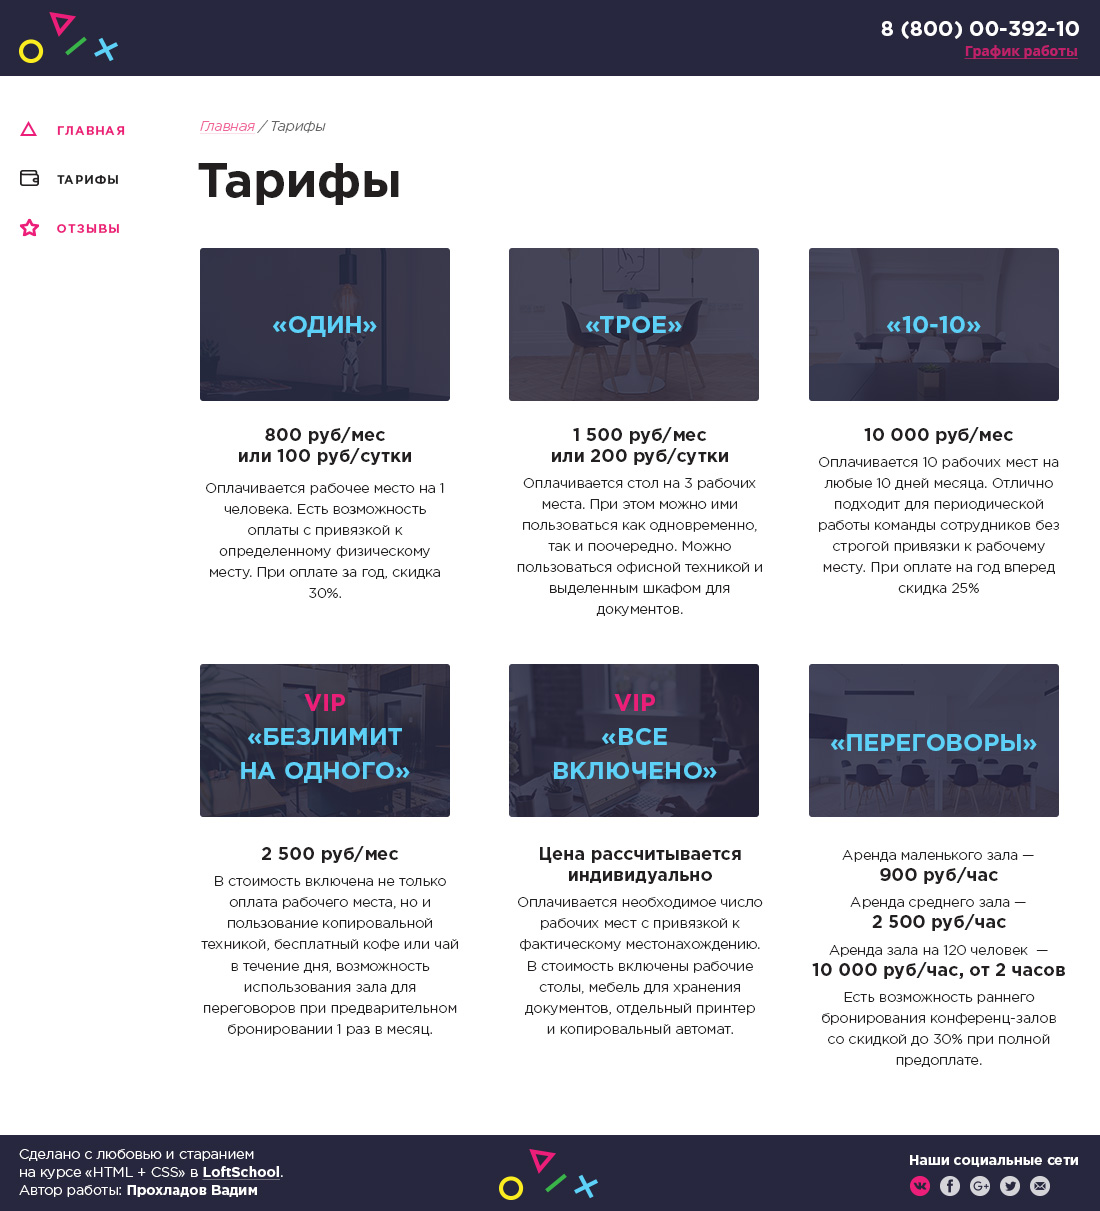 8 (800) 00-392-10
График работы
ГЛАВНАЯ
ТАРИФЫ
ОТЗЫВЫ
Главная / Тарифы
Тарифы
«ОДИН»
800 руб/мес
или 100 руб/сутки
Оплачивается рабочее место на 1
человека. Есть возможность
оплаты с привязкой к
определенному физическому
месту. При оплате за год, скидка
30%.
«ТРОЕ»
1 500 руб/мес
или 200 руб/сутки
Оплачивается стол на 3 рабочих
места. При этом можно ими
пользоваться как одновременно,
так и поочередно. Можно
пользоваться офисной техникой и
выделенным шкафом для
документов.
«10-10»
10 000 руб/мес
Оплачивается 10 рабочих мест на
любые 10 дней месяца. Отлично
подходит для периодической
работы команды сотрудников без
строгой привязки к рабочему
месту. При оплате на год вперед
скидка 25%
VIP
«БЕЗЛИМИТ
НА ОДНОГО»
2 500 руб/мес
В стоимость включена не только
оплата рабочего места, но и
пользование копировальной
техникой, бесплатный кофе или чай
в течение дня, возможность
использования зала для
переговоров при предварительном
бронировании 1 раз в месяц.
VIP
«ВСЕ
ВКЛЮЧЕНО»
Цена рассчитывается
индивидуально
Оплачивается необходимое число
рабочих мест с привязкой к
фактическому местонахождению.
В стоимость включены рабочие
столы, мебель для хранения
документов, отдельный принтер
и копировальный автомат.
«ПЕРЕГОВОРЫ»
Аренда маленького зала —
900 руб/час
Аренда среднего зала —
2 500 руб/час
Аренда зала на 120 человек —
10 000 руб/час, от 2 часов
Есть возможность раннего
бронирования конференц-залов
со скидкой до 30% при полной
предоплате.
Сделано с любовью и старанием
на курсе «HTML + CSS» в LoftSchool.
Автор работы: Прохладов Вадим
Наши социальные сети